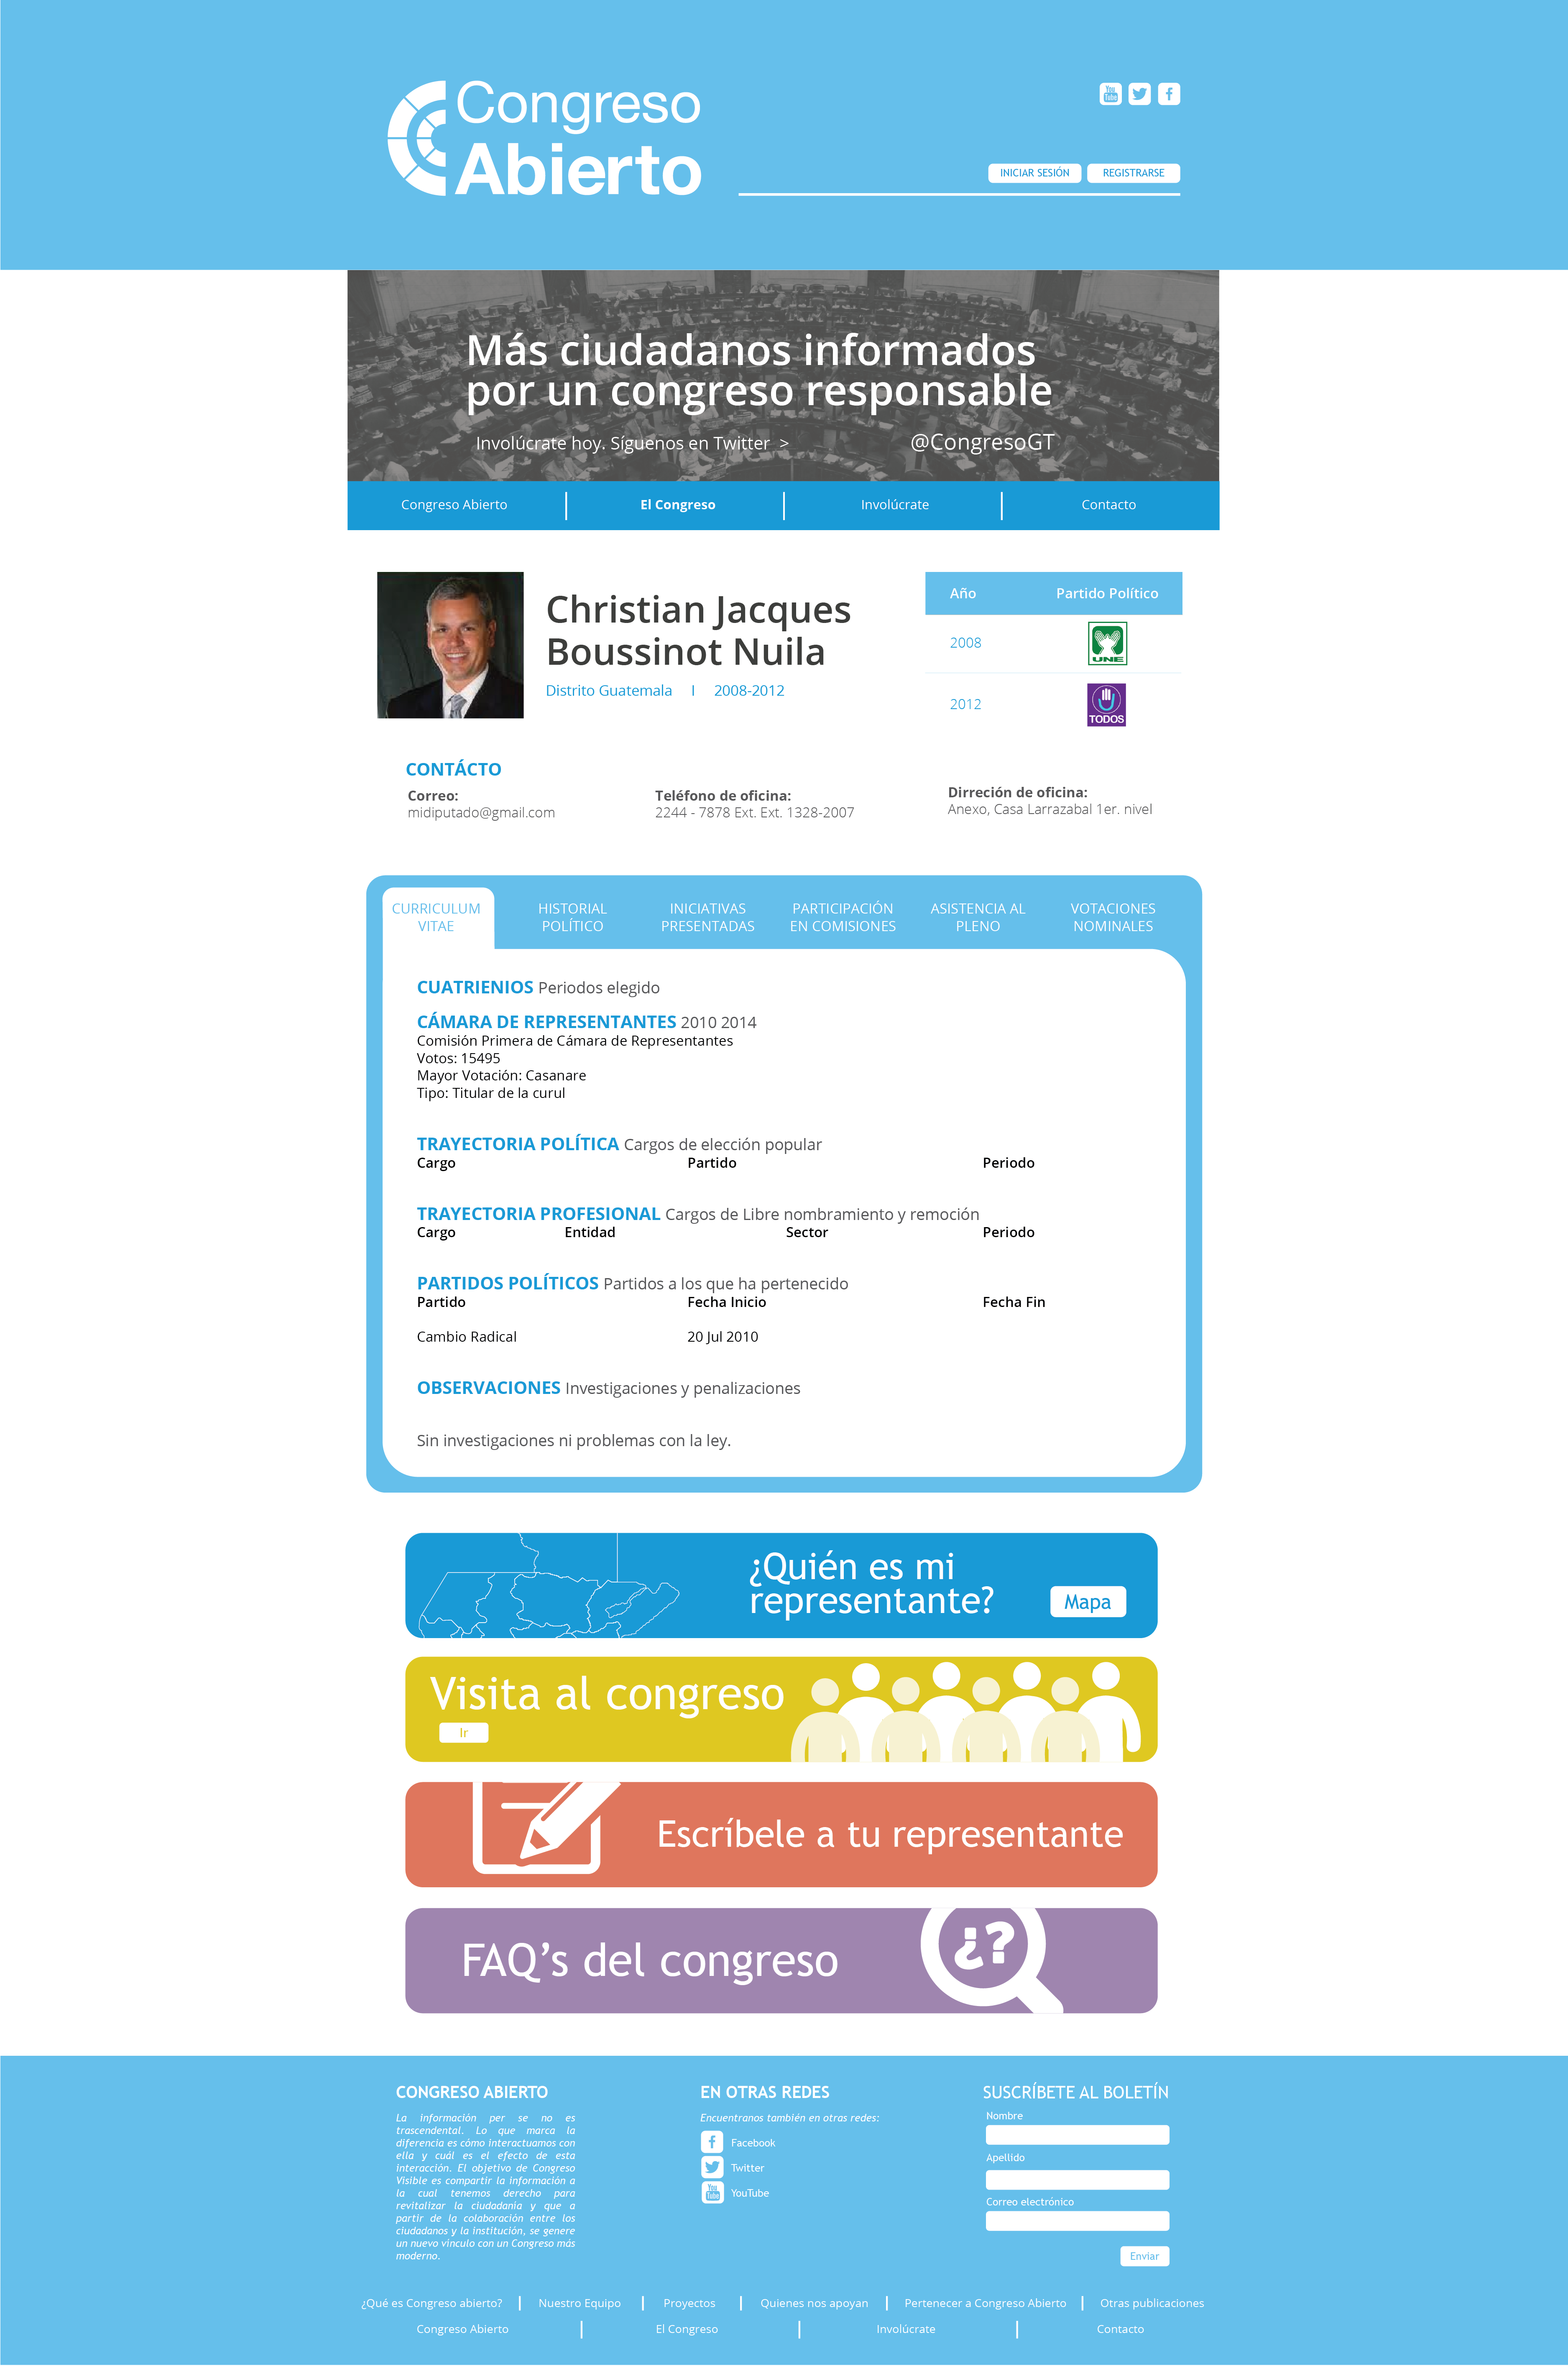 Congreso
Abierto
You
Tube
INICIAR SESIÓN
REGISTRARSE
Más ciudadanos informados
por un congreso responsable
Involúcrate hoy. Síguenos en Twitter >
@CongresoGT
Congreso Abierto
El Congreso
Involúcrate
Contacto
Christian Jacques
Boussinot Nuila
Distrito Guatemala I 2008-2012
Año Partido Político
2008
UNE
2012
TODOS
CONTÁCTO
Correo:
midiputado@gmail.com
Teléfono de oficina:
2244 - 7878 Ext. Ext. 1328-2007
Dirreción de oficina:
Anexo, Casa Larrazabal 1er. nivel
CURRICULUM
VITAE
HISTORIAL
POLÍTICO
INICIATIVAS
PRESENTADAS
PARTICIPACIÓN
EN COMISIONES
ASISTENCIA AL
PLENO
VOTACIONES
NOMINALES
CUATRIENIOS Periodos elegido
CÁMARA DE REPRESENTANTES 2010 2014
Comisión Primera de Cámara de Representantes
Votos: 15495
Mayor Votación: Casanare
Tipo: Titular de la curul
TRAYECTORIA POLÍTICA Cargos de elección popular
Cargo Partido Periodo
TRAYECTORIA PROFESIONAL Cargos de Libre nombramiento y remoción
Cargo Entidad Sector Periodo
PARTIDOS POLÍTICOS Partidos a los que ha pertenecido
Partido Fecha Inicio Fecha Fin
Cambio Radical 20 Jul 2010
OBSERVACIONES Investigaciones y penalizaciones
Sin investigaciones ni problemas con la ley.
¿Quién es mi
representante?
Mapa
Visita al congreso
Ir
Escríbele a tu representante
FAQ’s del congreso
¿?
CONGRESO ABIERTO
La información per se no es
trascendental. Lo que marca la
diferencia es cómo interactuamos con
ella y cuál es el efecto de esta
interacción. El objetivo de Congreso
Visible es compartir la información a
la cual tenemos derecho para
revitalizar la ciudadania y que a
partir de la colaboración entre los
ciudadanos y la institución, se genere
un nuevo vinculo con un Congreso más
moderno.
EN OTRAS REDES
Encuentranos también en otras redes:
Facebook
Twitter
You
Tube
YouTube
SUSCRÍBETE AL BOLETÍN
Nombre
Apellido
Correo electrónico
Enviar
¿Qué es Congreso abierto?
Nuestro Equipo
Proyectos
Quienes nos apoyan
Pertenecer a Congreso Abierto
Otras publicaciones
Congreso Abierto
El Congreso
Involúcrate
Contacto